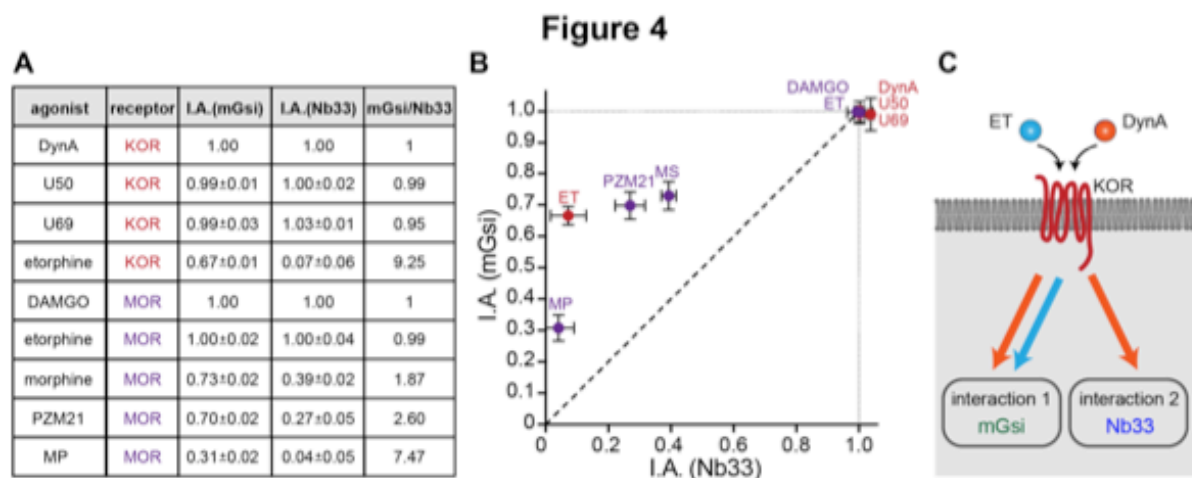 Figure 4
A
agonist receptor I.A.(mGsi) I.A.(Nb33) mGsi/Nb33
DynA KOR 1.00 1.00 1
U50 KOR 0.99±0.01 1.00±0.02 0.99
U69 KOR 0.99±0.03 1.03±0.01 0.95
etorphine KOR 0.67±0.01 0.07±0.06 9.25
DAMGO MOR 1.00 1.00 1
etorphine MOR 1.00±0.02 1.00±0.04 0.99
morphine MOR 0.73±0.02 0.39±0.02 1.87
PZM21 MOR 0.70±0.02 0.27±0.05 2.60
MP MOR 0.31±0.02 0.04±0.05 7.47
B
I.A. (mGsi)
1.0
0.9
0.8
0.7
0.6
0.5
0.4
0.3
0.2
0.1
0
0 0.2 0.4 0.6 0.8 1.0
I.A. (Nb33)
DAMGO
ET
DynA
U50
U69
ET
PZM21
MS
MP
C
ET
DynA
KOR
interaction 1
mGsi
interaction 2
Nb33